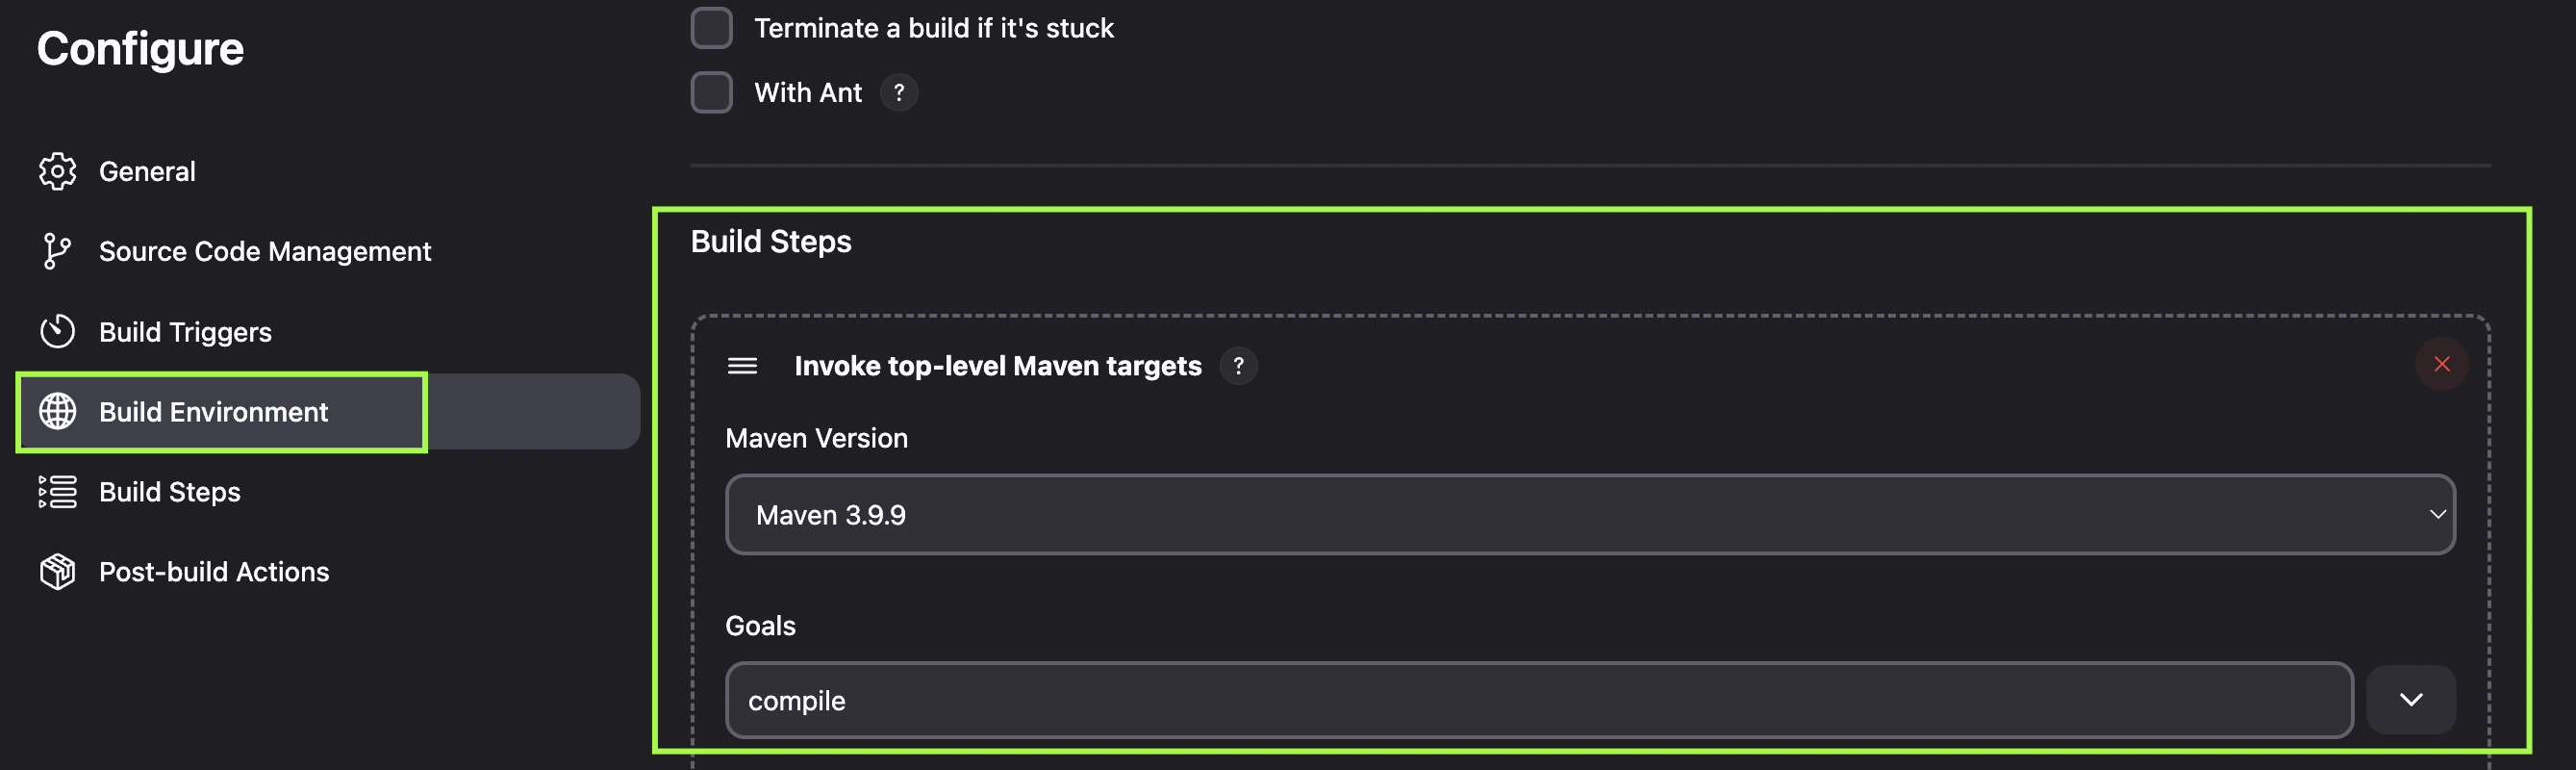 Configure
General
Source Code Management
Build Triggers
Build Environment
Build Steps
Post-build Actions
Terminate a build if it's stuck
With Ant ?
Build Steps
Invoke top-level Maven targets ?
Maven Version
Maven 3.9.9
Goals
compile